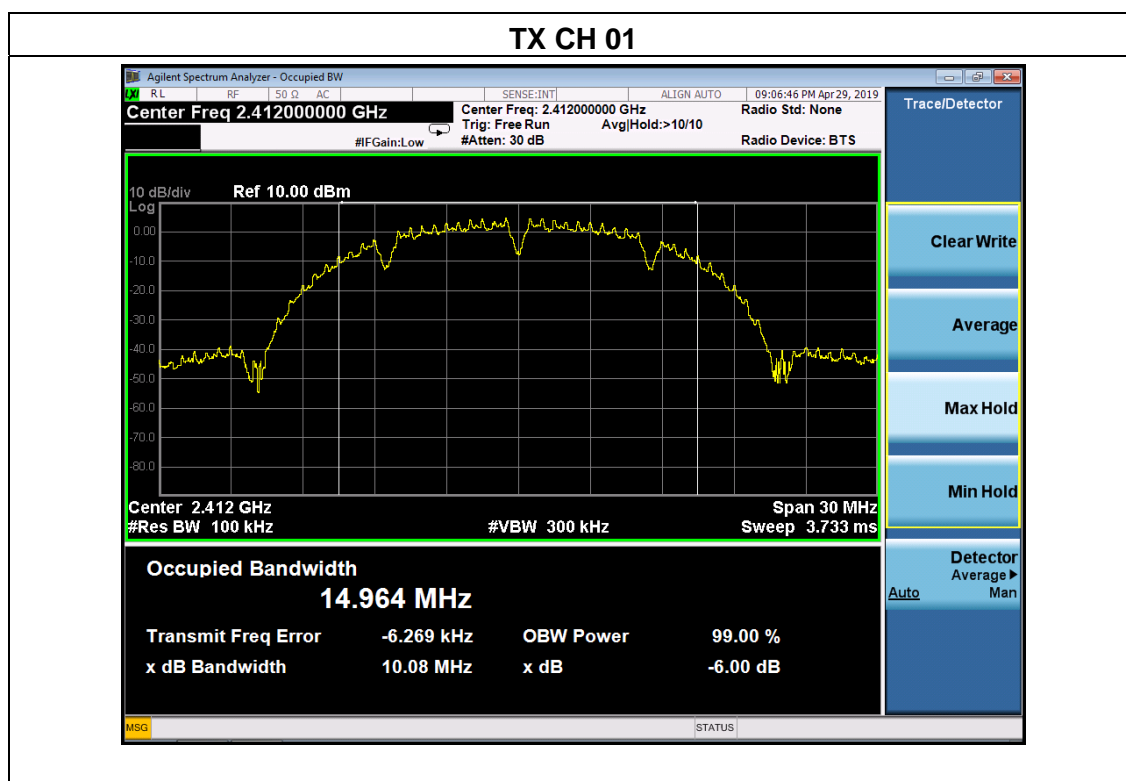 TX CH 01
Agilent Spectrum Analyzer - Occupied BW
LXI RL RF 50 Ω AC SENSE:INT ALIGN AUTO 09:06:46 PM Apr 29, 2019
Center Freq 2.412000000 GHz
Center Freq: 2.412000000 GHz
Radio Std: None
Trig: Free Run Avg|Hold:>10/10
#IFGain:Low
#Atten: 30 dB
Radio Device: BTS
Trace/Detector
10 dB/div Ref 10.00 dBm
Log
0.00
-10.0
-20.0
-30.0
-40.0
-50.0
-60.0
-70.0
-80.0
Center 2.412 GHz Span 30 MHz
#Res BW 100 kHz #VBW 300 kHz Sweep 3.733 ms
Clear Write
Average
Max Hold
Min Hold
Detector
Average▶
Auto Man
Occupied Bandwidth
14.964 MHz
Transmit Freq Error -6.269 kHz OBW Power 99.00 %
x dB Bandwidth 10.08 MHz x dB -6.00 dB
MSG STATUS